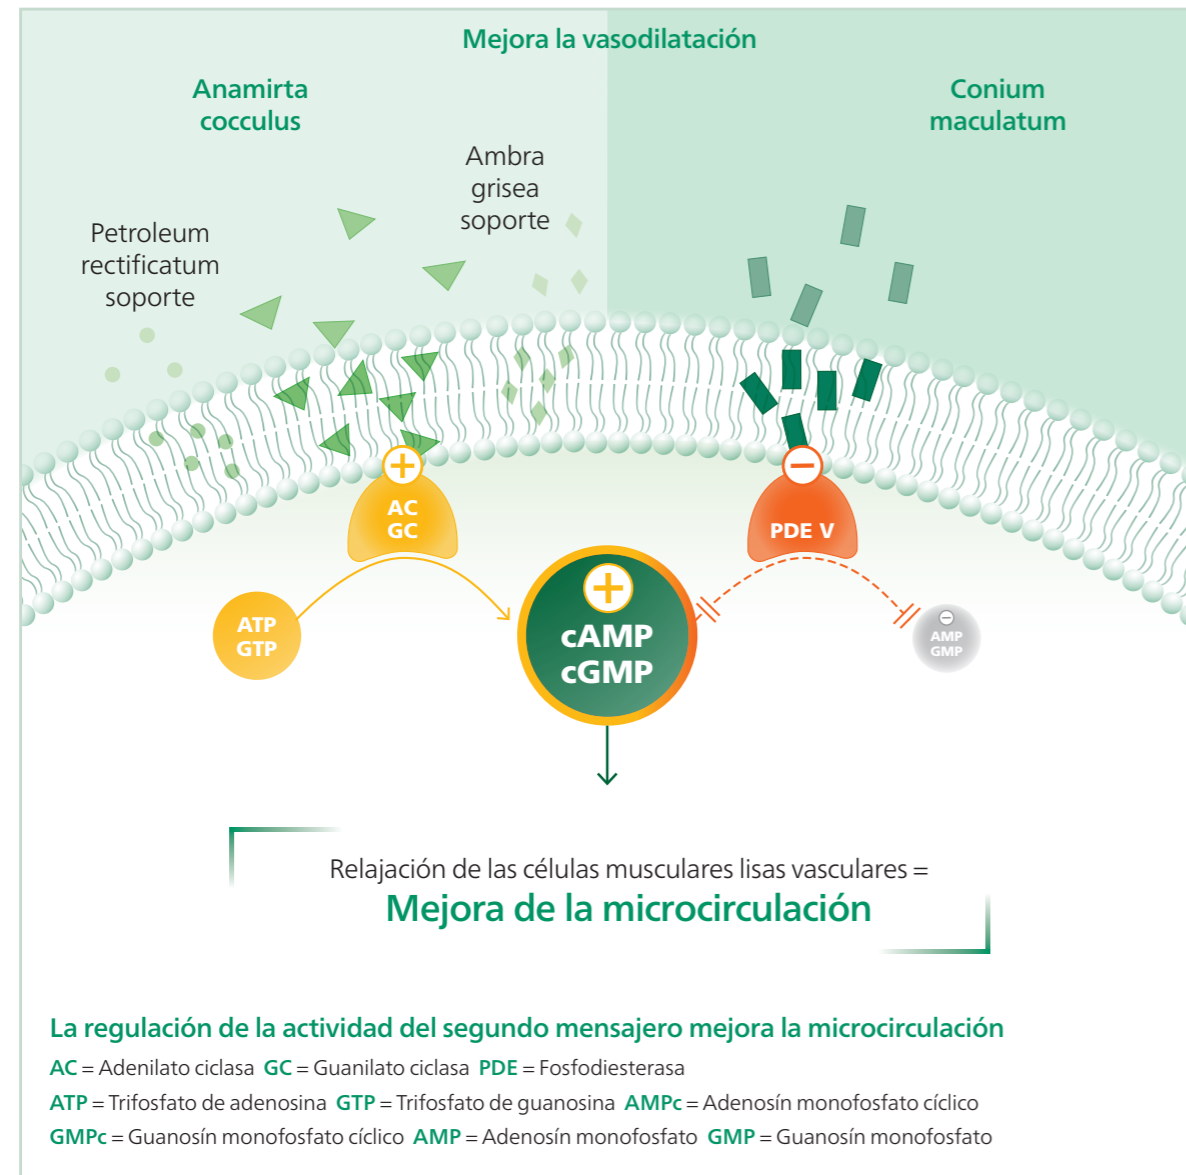 Mejora la vasodilatación
Anamirta
cocculus
Conium
maculatum
Ambra
grisea
soporte
Petroleum
rectificatum
soporte
+
AC
GC
−
PDE V
ATP
GTP
+
cAMP
cGMP
−
AMP
GMP
Relajación de las células musculares lisas vasculares =
Mejora de la microcirculación
La regulación de la actividad del segundo mensajero mejora la microcirculación
AC = Adenilato ciclasa GC = Guanilato ciclasa PDE = Fosfodiesterasa
ATP = Trifosfato de adenosina GTP = Trifosfato de guanosina AMPc = Adenosín monofosfato cíclico
GMPc = Guanosín monofosfato cíclico AMP = Adenosín monofosfato GMP = Guanosín monofosfato